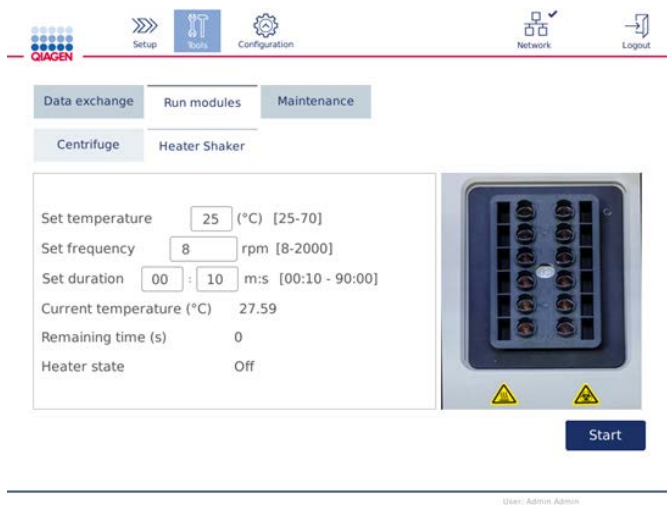 QIAGEN
Setup
Tools
Configuration
Network
Logout
Data exchange Run modules Maintenance
Centrifuge Heater Shaker
Set temperature 25 (°C) [25-70]
Set frequency 8 rpm [8-2000]
Set duration 00 : 10 m:s [00:10 - 90:00]
Current temperature (°C) 27.59
Remaining time (s) 0
Heater state Off
Start
User: Admin Admin